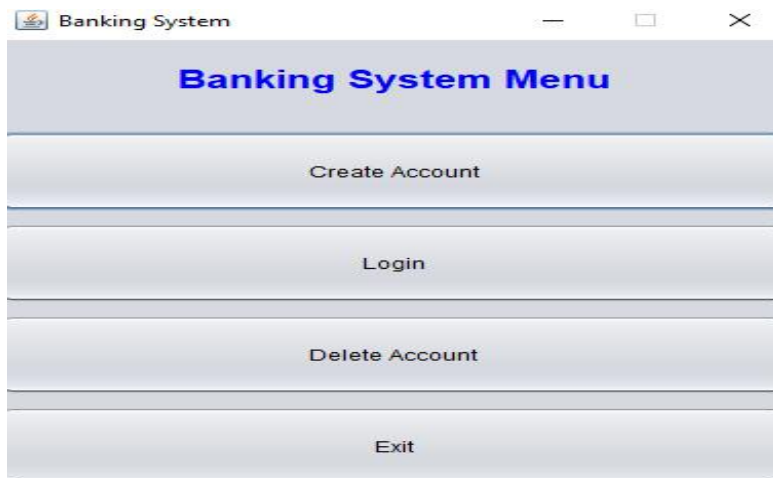 Banking System
Banking System Menu
Create Account
Login
Delete Account
Exit